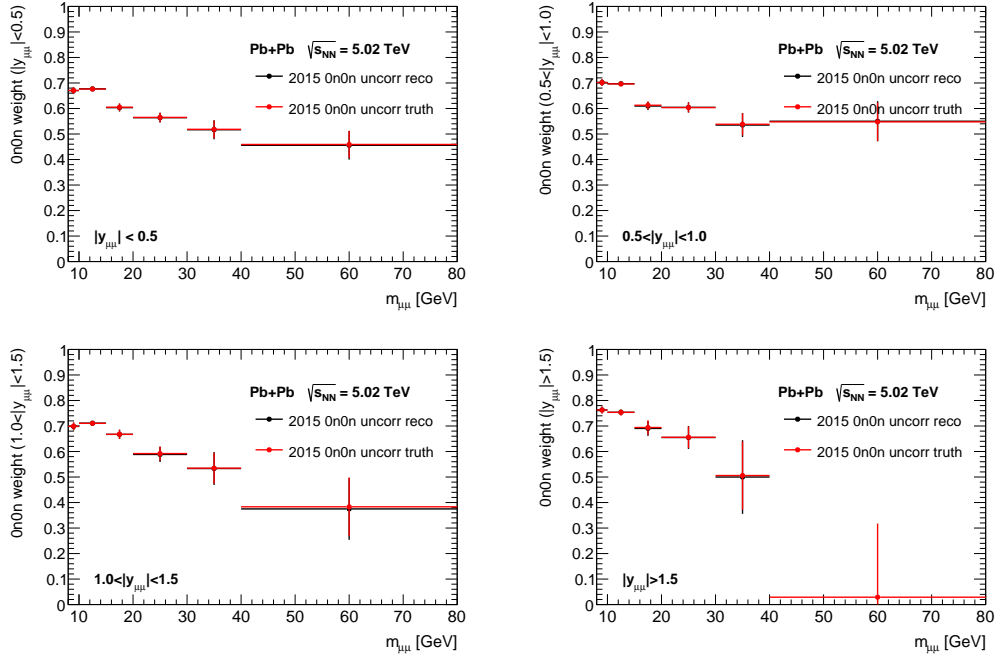 0n0n weight (|yμμ|<0.5)
1
0.9
0.8
0.7
0.6
0.5
0.4
0.3
0.2
0.1
0
Pb+Pb √sNN = 5.02 TeV
2015 0n0n uncorr reco
2015 0n0n uncorr truth
|yμμ| < 0.5
10 20 30 40 50 60 70 80
mμμ [GeV]
0n0n weight (0.5<|yμμ|<1.0)
1
0.9
0.8
0.7
0.6
0.5
0.4
0.3
0.2
0.1
0
Pb+Pb √sNN = 5.02 TeV
2015 0n0n uncorr reco
2015 0n0n uncorr truth
0.5<|yμμ|<1.0
10 20 30 40 50 60 70 80
mμμ [GeV]
0n0n weight (1.0<|yμμ|<1.5)
1
0.9
0.8
0.7
0.6
0.5
0.4
0.3
0.2
0.1
0
Pb+Pb √sNN = 5.02 TeV
2015 0n0n uncorr reco
2015 0n0n uncorr truth
1.0<|yμμ|<1.5
10 20 30 40 50 60 70 80
mμμ [GeV]
0n0n weight (|yμμ|>1.5)
1
0.9
0.8
0.7
0.6
0.5
0.4
0.3
0.2
0.1
0
Pb+Pb √sNN = 5.02 TeV
2015 0n0n uncorr reco
2015 0n0n uncorr truth
|yμμ|>1.5
10 20 30 40 50 60 70 80
mμμ [GeV]